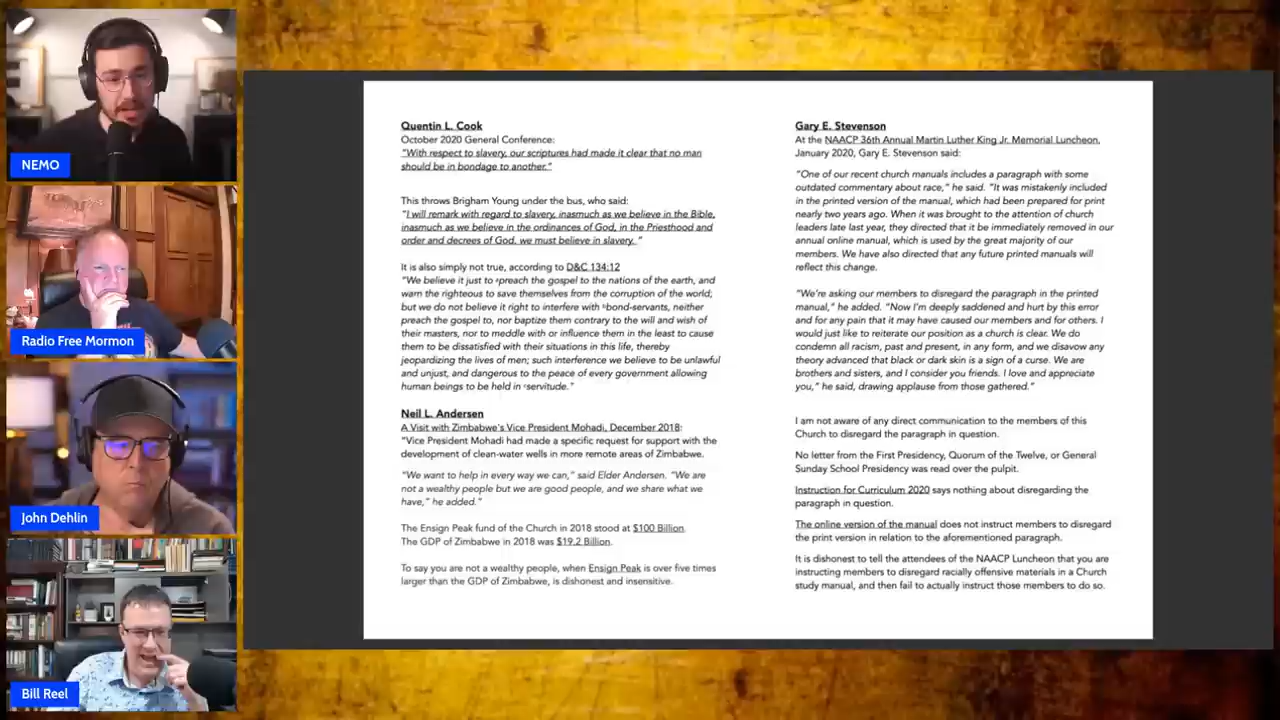 NEMO
Radio Free Mormon
John Dehlin
Bill Reel
Quentin L. Cook
October 2020 General Conference:
"With respect to slavery, our scriptures had made it clear that no man
should be in bondage to another."
This throws Brigham Young under the bus, who said:
"I will remark with regard to slavery, inasmuch as we believe in the Bible,
inasmuch as we believe in the ordinances of God, in the Priesthood and
order and decrees of God, we must believe in slavery. "
It is also simply not true, according to D&C 134:12
"We believe it just to preach the gospel to the nations of the earth, and
warn the righteous to save themselves from the corruption of the world;
but we do not believe it right to interfere with bond-servants, neither
preach the gospel to, nor baptize them contrary to the will and wish of
their masters, nor to meddle with or influence them in the least to cause
them to be dissatisfied with their situations in this life, thereby
jeopardizing the lives of men; such interference we believe to be unlawful
and unjust, and dangerous to the peace of every government allowing
human beings to be held in servitude."
Neil L. Andersen
A Visit with Zimbabwe's Vice President Mohadi, December 2018:
"Vice President Mohadi had made a specific request for support with the
development of clean-water wells in more remote areas of Zimbabwe.
"We want to help in every way we can," said Elder Andersen. "We are
not a wealthy people but we are good people, and we share what we
have," he added."
The Ensign Peak fund of the Church in 2018 stood at $100 Billion.
The GDP of Zimbabwe in 2018 was $19.2 Billion.
To say you are not a wealthy people, when Ensign Peak is over five times
larger than the GDP of Zimbabwe, is dishonest and insensitive.
Gary E. Stevenson
At the NAACP 36th Annual Martin Luther King Jr. Memorial Luncheon,
January 2020, Gary E. Stevenson said:
"One of our recent church manuals includes a paragraph with some
outdated commentary about race," he said. "It was mistakenly included
in the printed version of the manual, which had been prepared for print
nearly two years ago. When it was brought to the attention of church
leaders late last year, they directed that it be immediately removed in our
annual online manual, which is used by the great majority of our
members. We have also directed that any future printed manuals will
reflect this change.
"We're asking our members to disregard the paragraph in the printed
manual," he added. "Now I'm deeply saddened and hurt by this error
and for any pain that it may have caused our members and for others. I
would just like to reiterate our position as a church is clear. We do
condemn all racism, past and present, in any form, and we disavow any
theory advanced that black or dark skin is a sign of a curse. We are
brothers and sisters, and I consider you friends. I love and appreciate
you," he said, drawing applause from those gathered."
I am not aware of any direct communication to the members of this
Church to disregard the paragraph in question.
No letter from the First Presidency, Quorum of the Twelve, or General
Sunday School Presidency was read over the pulpit.
Instruction for Curriculum 2020 says nothing about disregarding the
paragraph in question.
The online version of the manual does not instruct members to disregard
the print version in relation to the aforementioned paragraph.
It is dishonest to tell the attendees of the NAACP Luncheon that you are
instructing members to disregard racially offensive materials in a Church
study manual, and then fail to actually instruct those members to do so.